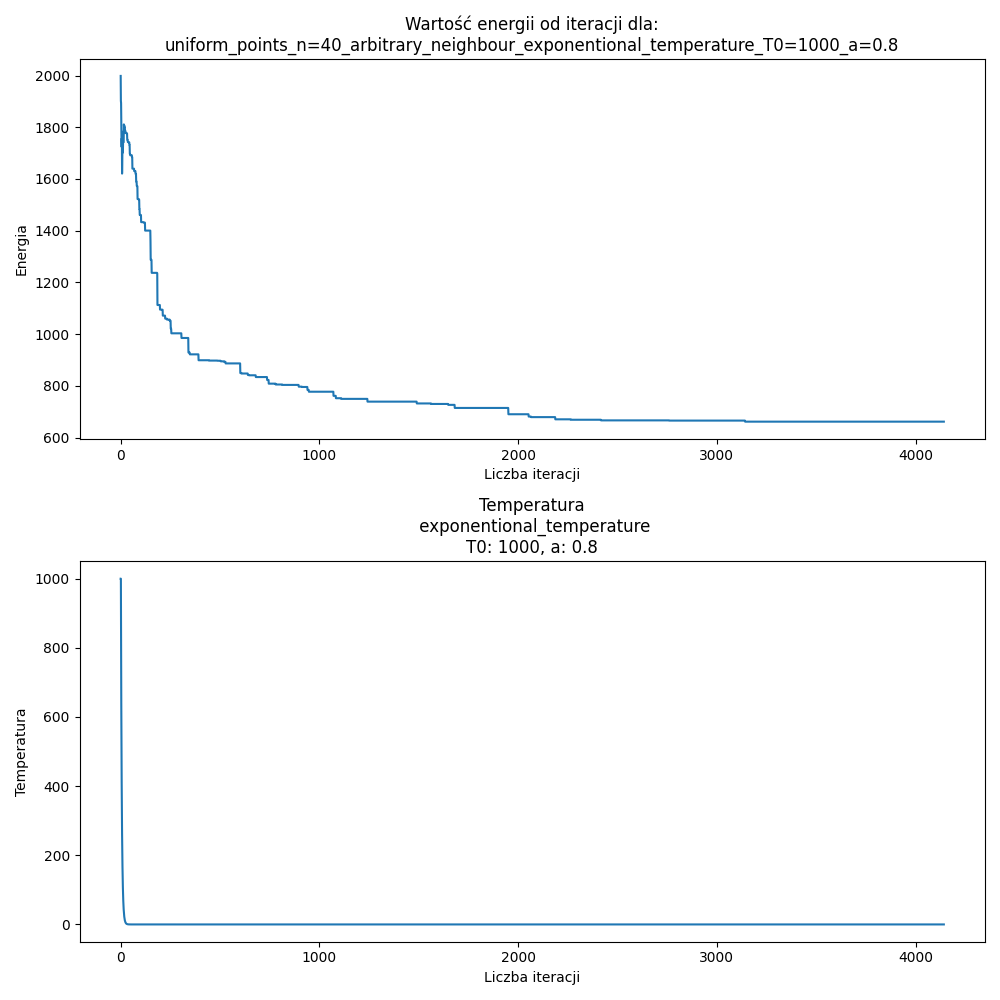 Wartość energii od iteracji dla:
uniform_points_n=40_arbitrary_neighbour_exponentional_temperature_T0=1000_a=0.8
2000
1800
1600
1400
1200
1000
800
600
Energia
0 1000 2000 3000 4000
Liczba iteracji
Temperatura
exponentional_temperature
T0: 1000, a: 0.8
1000
800
600
400
200
0
Temperatura
0 1000 2000 3000 4000
Liczba iteracji